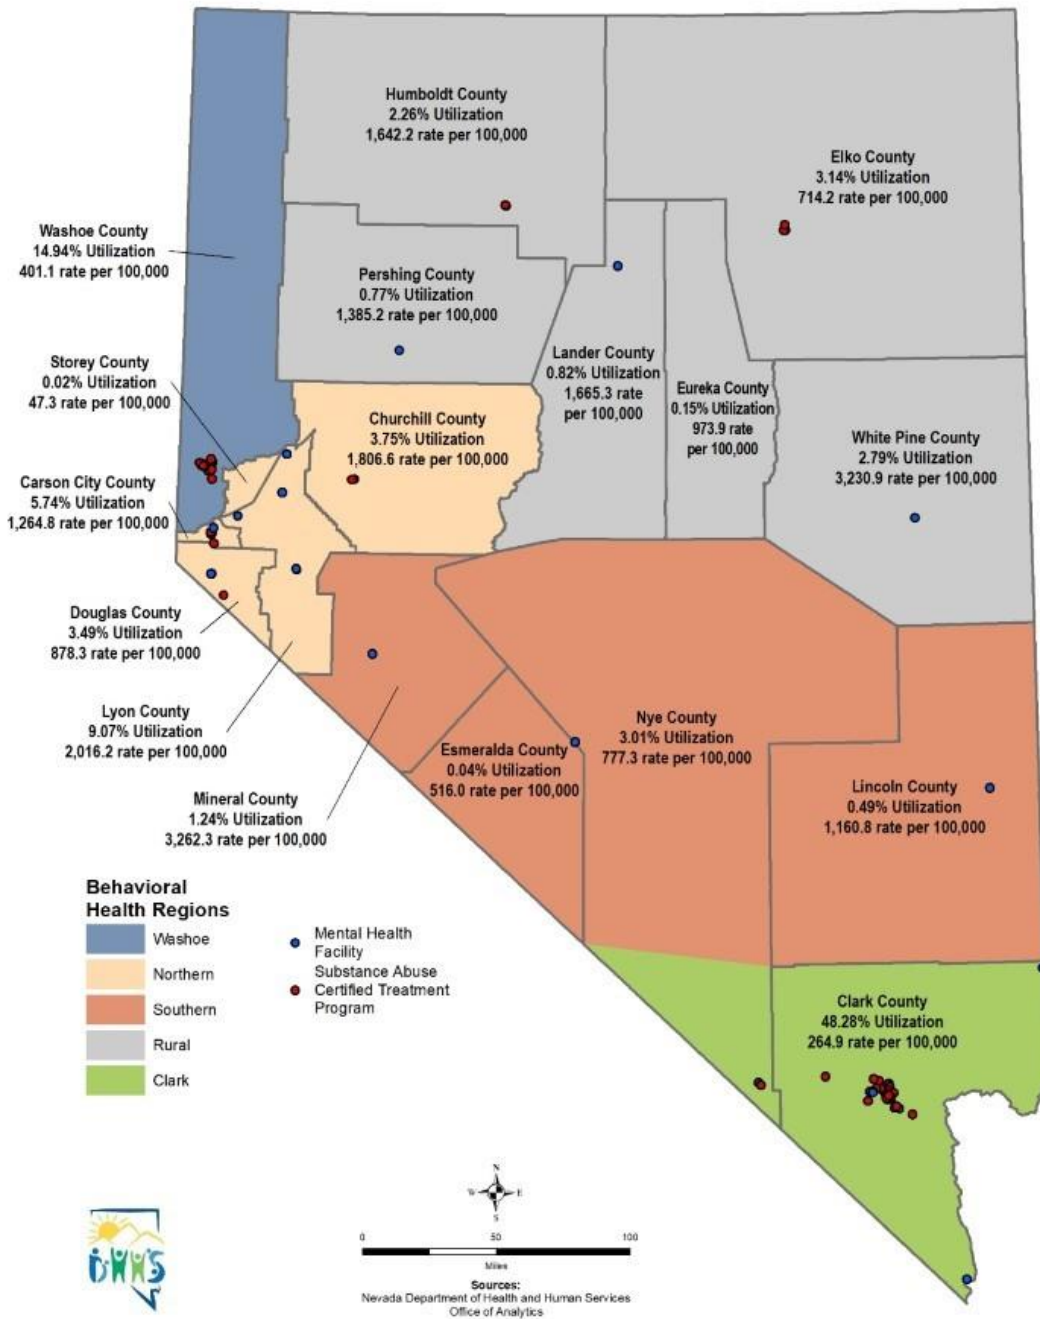 Humboldt County
2.26% Utilization
1,642.2 rate per 100,000
Elko County
3.14% Utilization
714.2 rate per 100,000
Washoe County
14.94% Utilization
401.1 rate per 100,000
Pershing County
0.77% Utilization
1,385.2 rate per 100,000
Storey County
0.02% Utilization
47.3 rate per 100,000
Lander County
0.82% Utilization
1,665.3 rate
per 100,000
Eureka County
0.15% Utilization
973.9 rate
per 100,000
Churchill County
3.75% Utilization
1,806.6 rate per 100,000
White Pine County
2.79% Utilization
3,230.9 rate per 100,000
Carson City County
5.74% Utilization
1,264.8 rate per 100,000
Douglas County
3.49% Utilization
878.3 rate per 100,000
Lyon County
9.07% Utilization
2,016.2 rate per 100,000
Nye County
3.01% Utilization
777.3 rate per 100,000
Esmeralda County
0.04% Utilization
516.0 rate per 100,000
Mineral County
1.24% Utilization
3,262.3 rate per 100,000
Lincoln County
0.49% Utilization
1,160.8 rate per 100,000
Clark County
48.28% Utilization
264.9 rate per 100,000
Behavioral
Health Regions
Washoe
Northern
Southern
Rural
Clark
Mental Health
Facility
Substance Abuse
Certified Treatment
Program
N
W E
S
0 50 100
Miles
Sources:
Nevada Department of Health and Human Services
Office of Analytics
DHHS